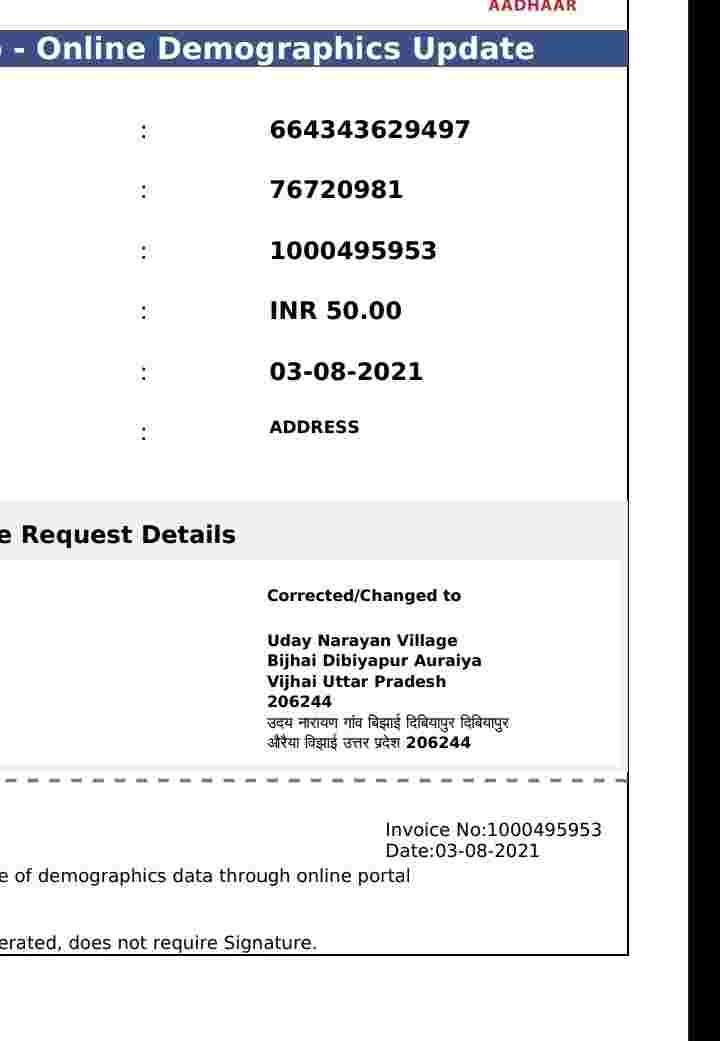 AADHAAR
- Online Demographics Update
: 664343629497
: 76720981
: 1000495953
: INR 50.00
: 03-08-2021
: ADDRESS
e Request Details
Corrected/Changed to
Uday Narayan Village
Bijhai Dibiyapur Auraiya
Vijhai Uttar Pradesh
206244
उदय नारायण गांव बिझाई दिबियापुर दिबियापुर
औरैया विझाई उत्तर प्रदेश 206244
Invoice No:1000495953
Date:03-08-2021
e of demographics data through online portal
erated, does not require Signature.